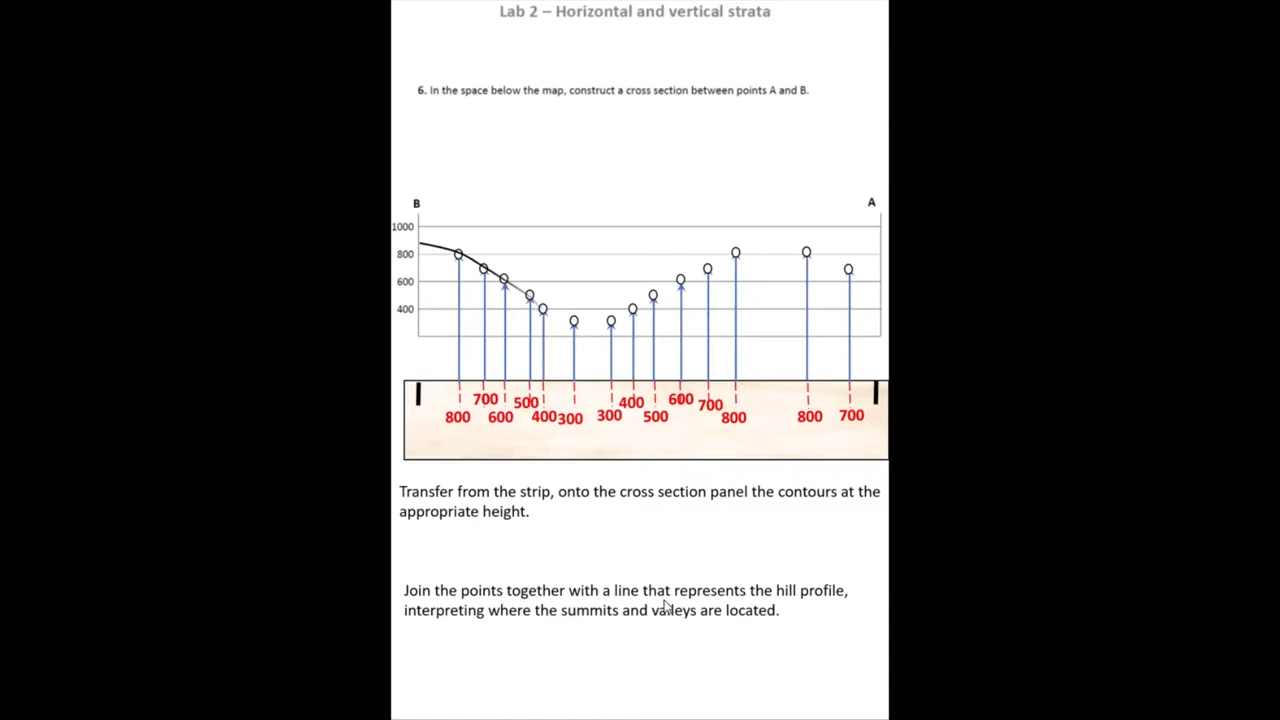 Lab 2 – Horizontal and vertical strata
6. In the space below the map, construct a cross section between points A and B.
B A
1000
800
600
400
700 500 400 600 700
800 600 400 300 300 500 800 800 700
Transfer from the strip, onto the cross section panel the contours at the
appropriate height.
Join the points together with a line that represents the hill profile,
interpreting where the summits and valleys are located.